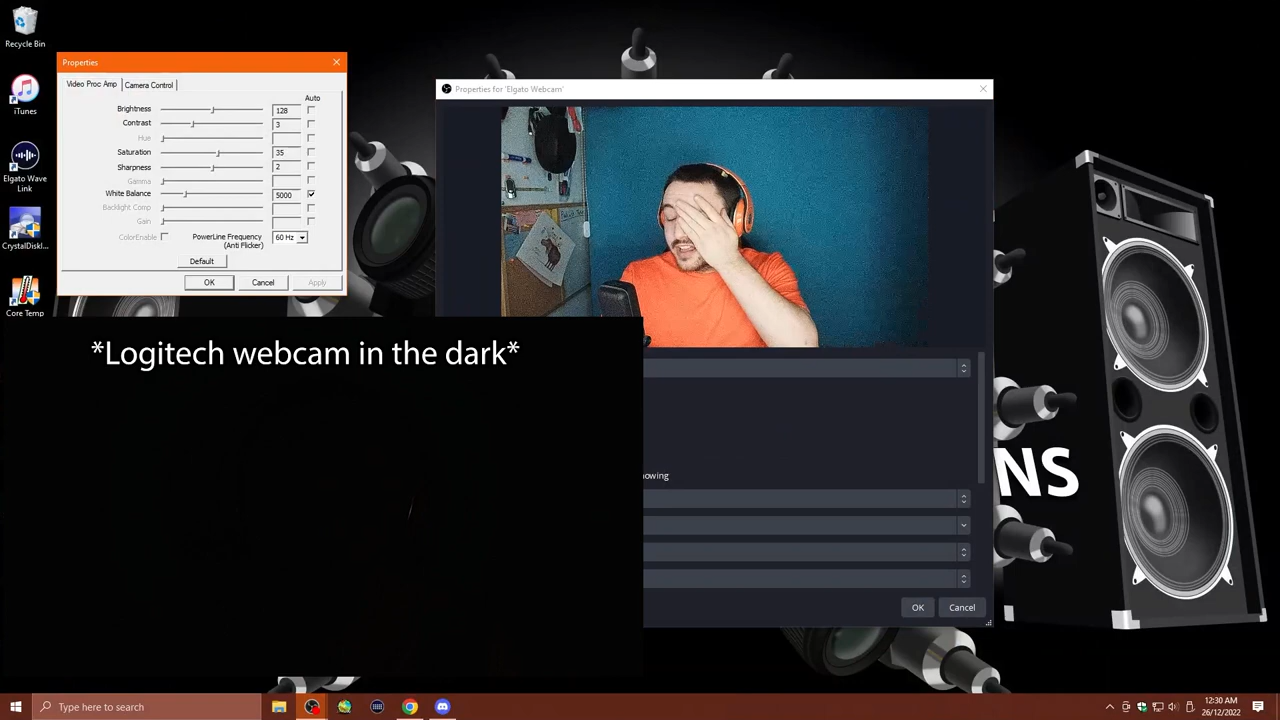 Recycle Bin
iTunes
Elgato Wave
Link
CrystalDiskI...
Core Temp
Properties
Video Proc Amp
Camera Control
Auto
Brightness
128
Contrast
3
Hue
Saturation
35
Sharpness
2
Gamma
White Balance
5000
Backlight Comp
Gain
ColorEnable
PowerLine Frequency
(Anti Flicker)
60 Hz
Default
OK
Cancel
Apply
Properties for 'Elgato Webcam'
*Logitech webcam in the dark*
howing
OK
Cancel
NS
Type here to search
12:30 AM
26/12/2022